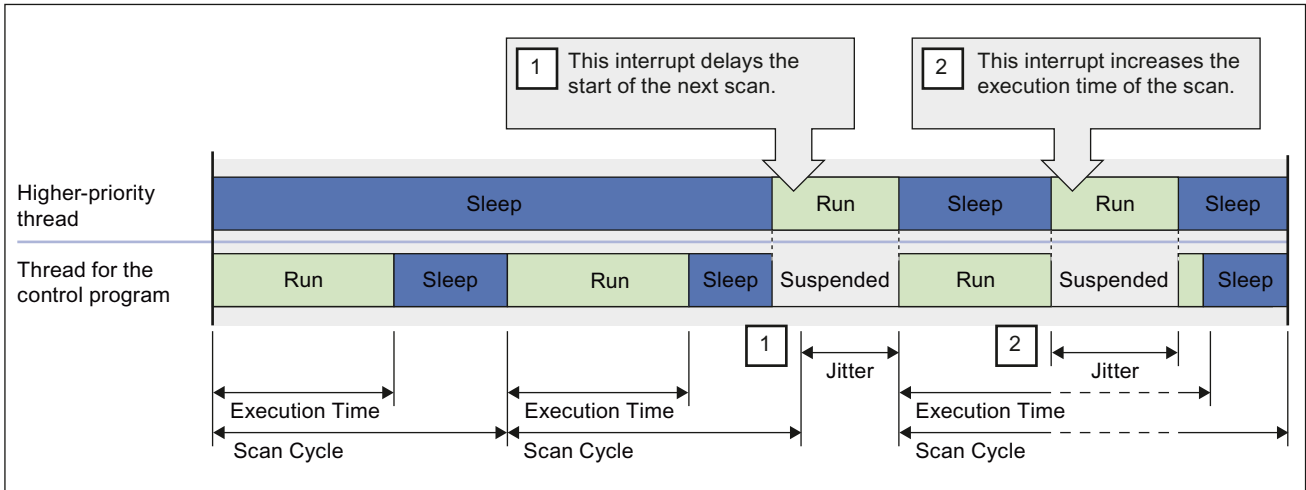 1
This interrupt delays the
start of the next scan.
2
This interrupt increases the
execution time of the scan.
Higher-priority
thread
Sleep
Run
Sleep
Run
Sleep
Thread for the
control program
Run
Sleep
Run
Sleep
Suspended
Run
Suspended
Sleep
1
2
Jitter
Jitter
Execution Time
Execution Time
Execution Time
Scan Cycle
Scan Cycle
Scan Cycle